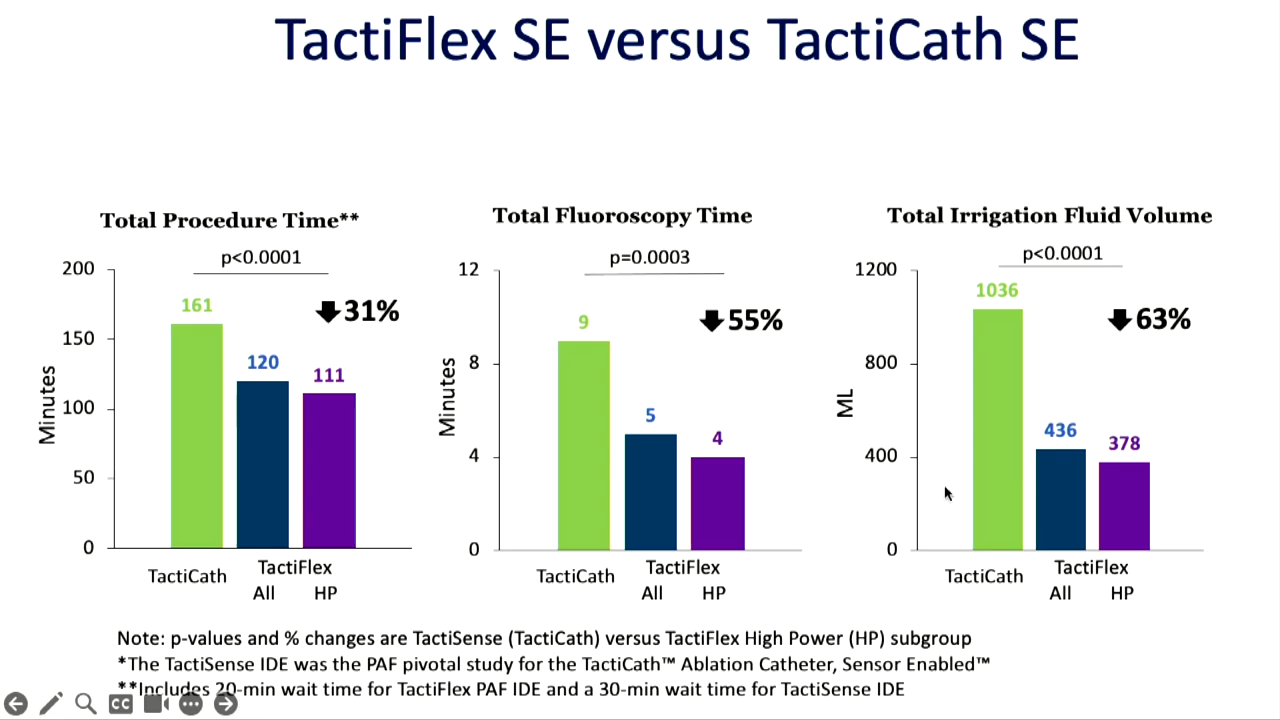 TactiFlex SE versus TactiCath SE
Total Procedure Time**
p<0.0001
200
150
100
50
0
Minutes
161
120
111
31%
TactiCath
TactiFlex
All
HP
Total Fluoroscopy Time
p=0.0003
12
8
4
0
Minutes
9
5
4
55%
TactiCath
TactiFlex
All
HP
Total Irrigation Fluid Volume
p<0.0001
1200
800
400
0
ML
1036
436
378
63%
TactiCath
TactiFlex
All
HP
Note: p-values and % changes are TactiSense (TactiCath) versus TactiFlex High Power (HP) subgroup
*The TactiSense IDE was the PAF pivotal study for the TactiCath™ Ablation Catheter, Sensor Enabled™
**Includes 20-min wait time for TactiFlex PAF IDE and a 30-min wait time for TactiSense IDE
CC